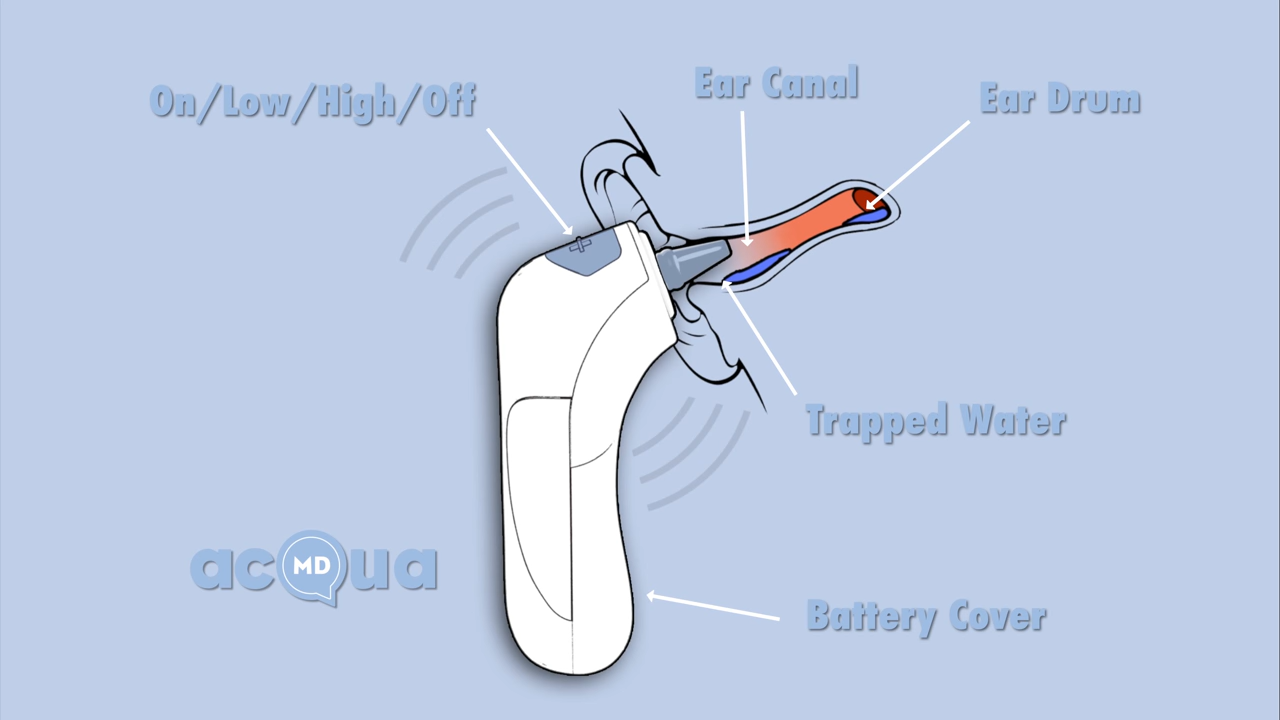 On/Low/High/Off
Ear Canal
Ear Drum
Trapped Water
acQua
MD
Battery Cover